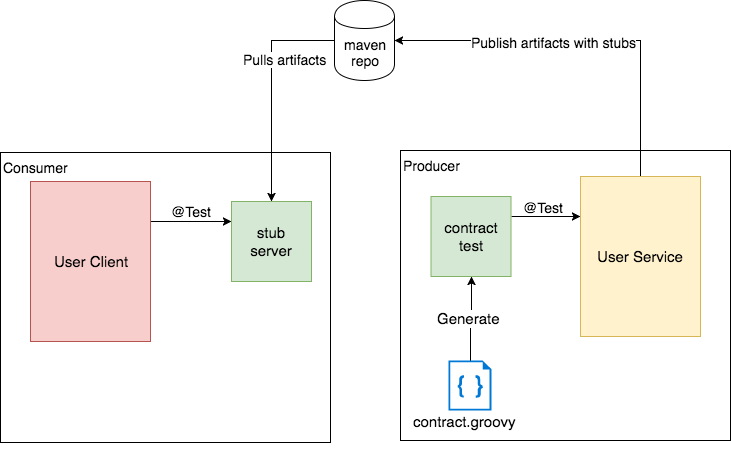 maven
repo
Publish artifacts with stubs
Pulls artifacts
Consumer
User Client
@Test
stub
server
Producer
contract
test
@Test
User Service
Generate
{ }
contract.groovy